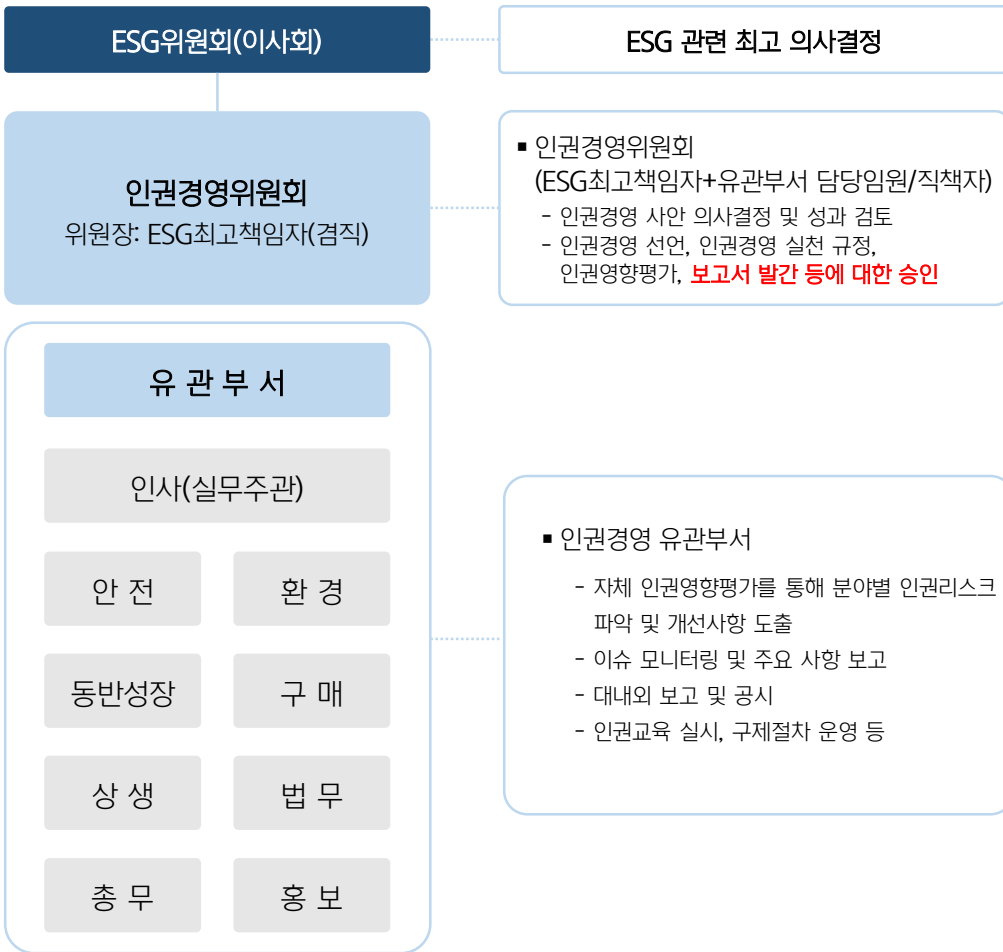 ESG위원회(이사회)
ESG 관련 최고 의사결정
인권경영위원회
위원장: ESG최고책임자(겸직)
▪ 인권경영위원회
(ESG최고책임자+유관부서 담당임원/직책자)
- 인권경영 사안 의사결정 및 성과 검토
- 인권경영 선언, 인권경영 실천 규정,
인권영향평가, 보고서 발간 등에 대한 승인
유 관 부 서
인사(실무주관)
안 전
환 경
동반성장
구 매
상 생
법 무
총 무
홍 보
▪ 인권경영 유관부서
- 자체 인권영향평가를 통해 분야별 인권리스크
파악 및 개선사항 도출
- 이슈 모니터링 및 주요 사항 보고
- 대내외 보고 및 공시
- 인권교육 실시, 구제절차 운영 등